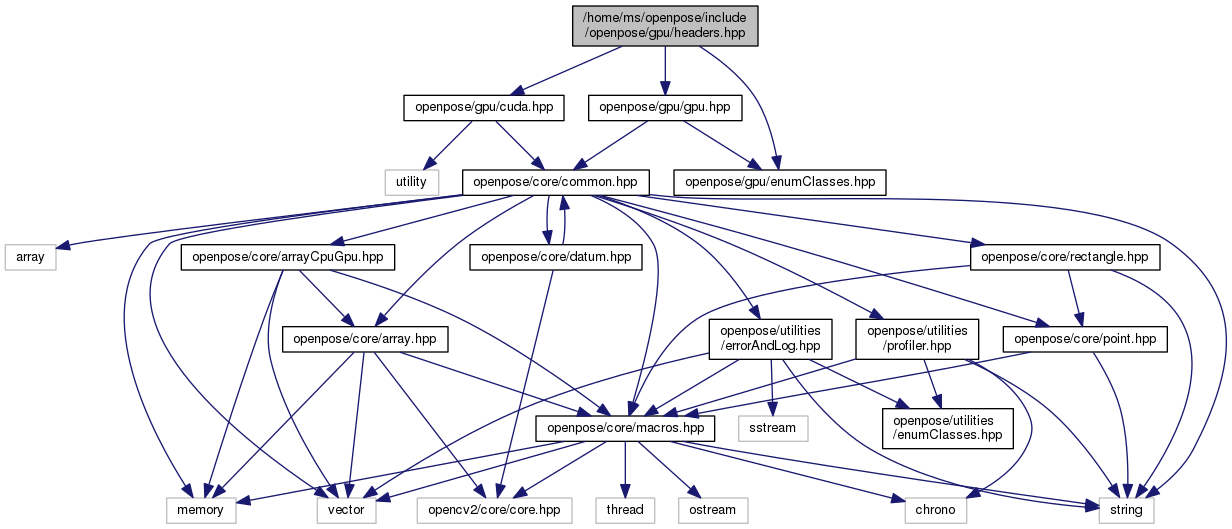 /home/ms/openpose/include
/openpose/gpu/headers.hpp
openpose/gpu/cuda.hpp
openpose/gpu/gpu.hpp
utility
openpose/core/common.hpp
openpose/gpu/enumClasses.hpp
array
openpose/core/arrayCpuGpu.hpp
openpose/core/datum.hpp
openpose/core/rectangle.hpp
openpose/core/array.hpp
openpose/utilities
/errorAndLog.hpp
openpose/utilities
/profiler.hpp
openpose/core/point.hpp
openpose/core/macros.hpp
sstream
openpose/utilities
/enumClasses.hpp
memory
vector
opencv2/core/core.hpp
thread
ostream
chrono
string